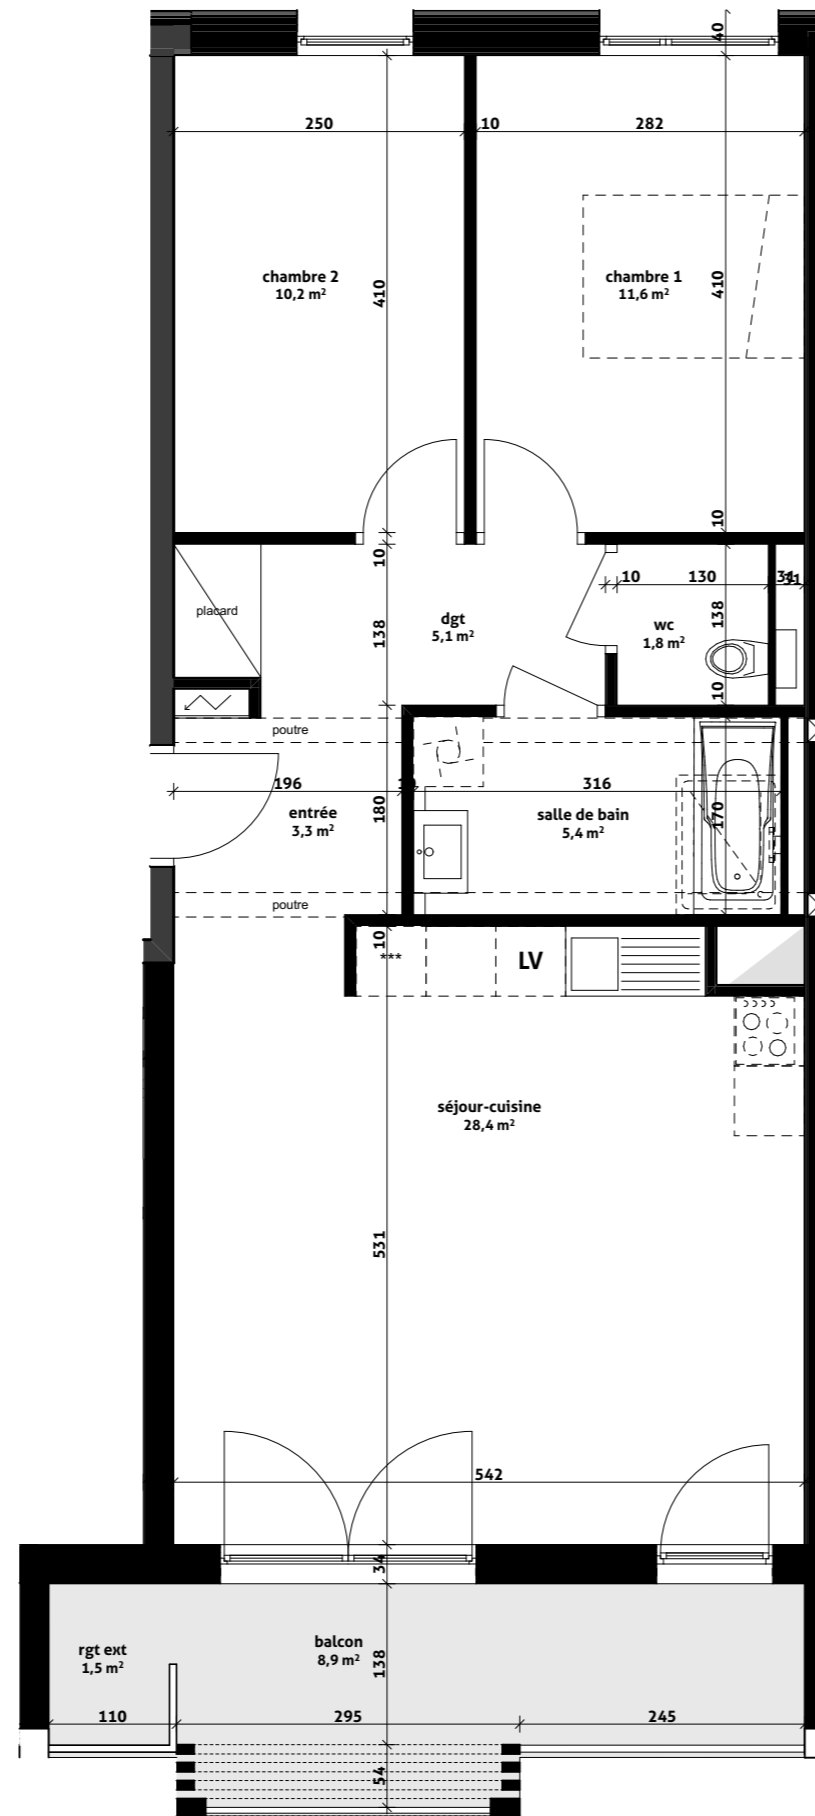 40
250
10
282
chambre 2
10,2 m²
410
chambre 1
11,6 m²
410
10
10
placard
dgt
5,1 m²
138
10
130
31
wc
1,8 m²
138
10
poutre
196
entrée
3,3 m²
180
316
salle de bain
5,4 m²
170
poutre
10
***
LV
séjour-cuisine
28,4 m²
531
542
34
rgt ext
1,5 m²
balcon
8,9 m²
138
110
295
245
54